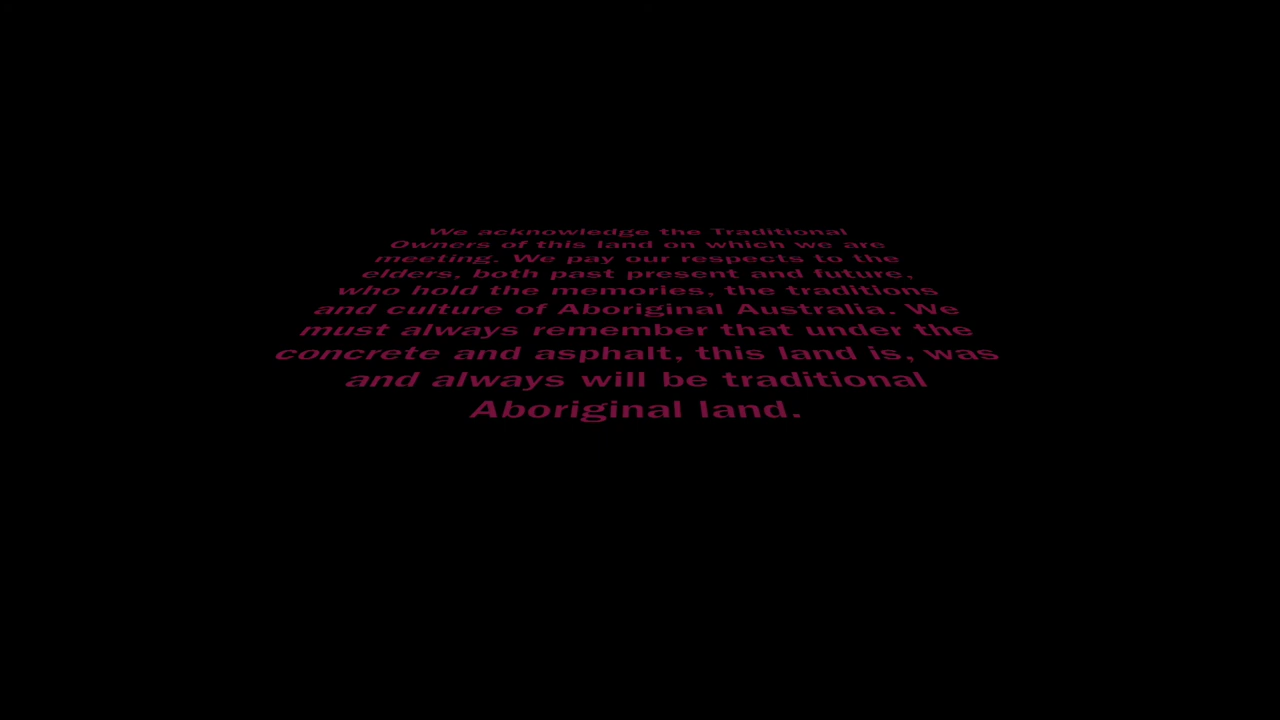 We acknowledge the Traditional
Owners of this land on which we are
meeting. We pay our respects to the
elders, both past present and future,
who hold the memories, the traditions
and culture of Aboriginal Australia. We
must always remember that under the
concrete and asphalt, this land is, was
and always will be traditional
Aboriginal land.